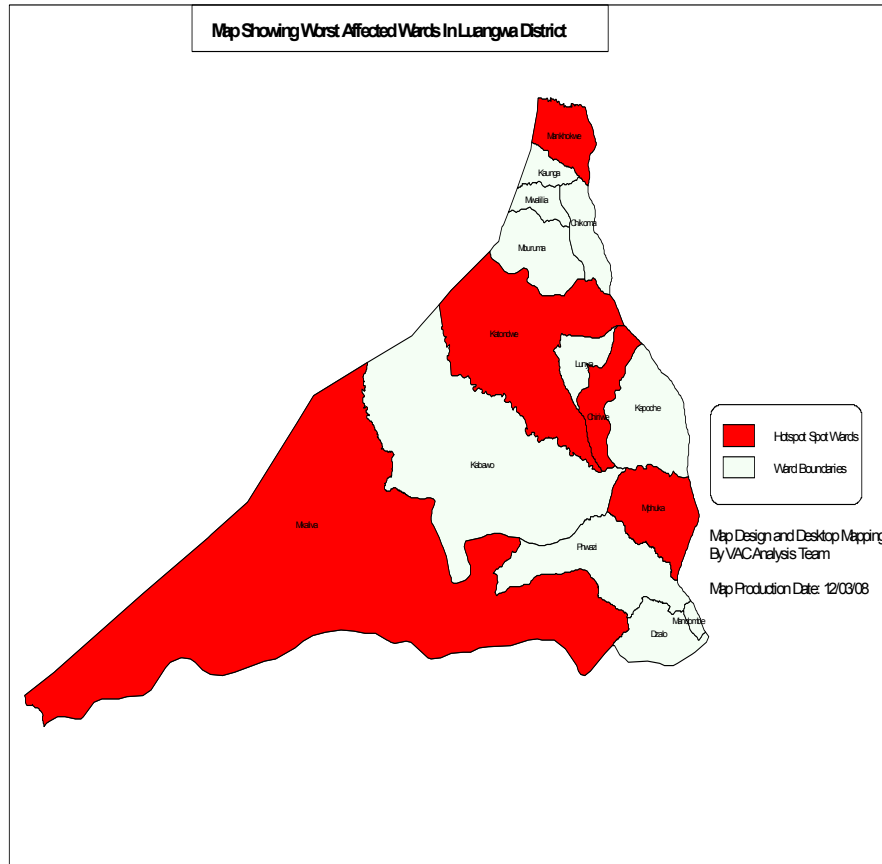 Map Showing Worst Affected Wards In Luangwa District
Mankhokwe
Kaunga
Mwalilia
Chikoma
Mburuma
Katondwe
Lunya
Kapoche
Kabawo
Mphuka
Phwazi
Dzalo
Hotspot Spot Wards
Ward Boundaries
Map Design and Desktop Mapping
By VAC Analysis Team
Map Production Date: 12/03/08